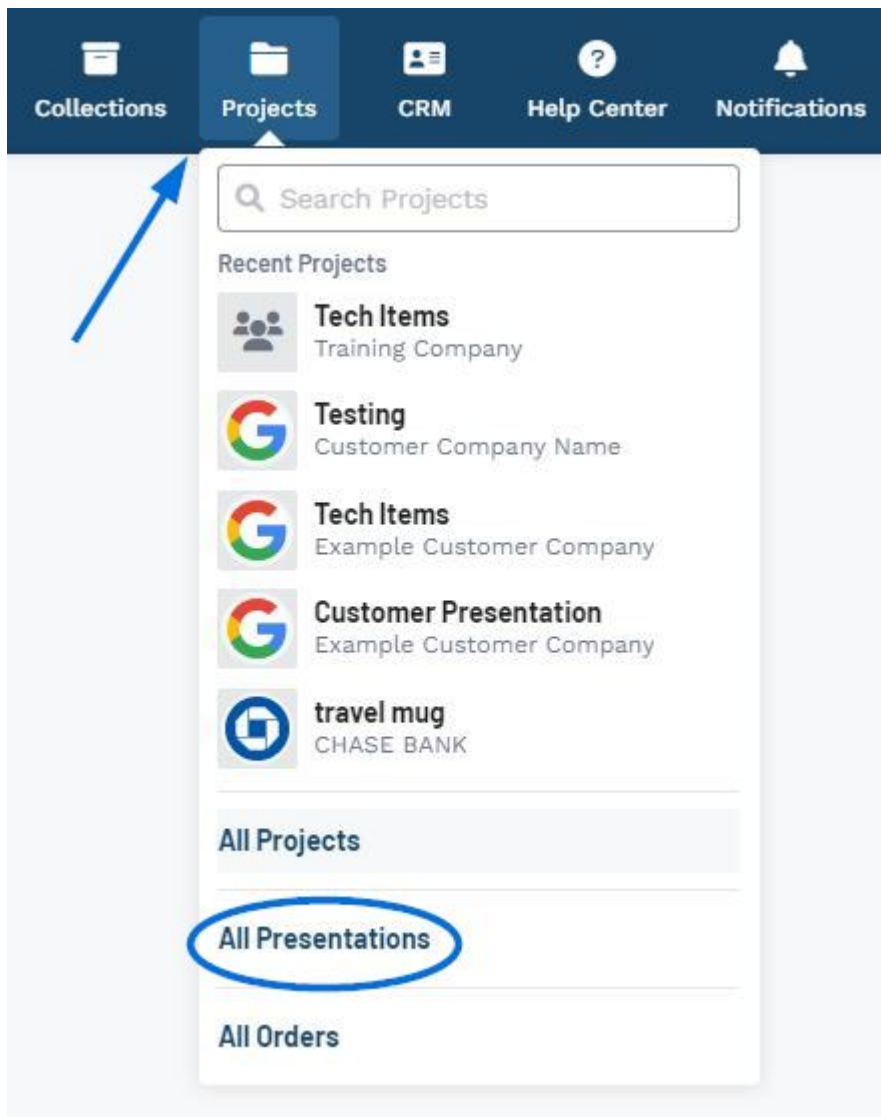 Collections Projects CRM Help Center Notifications
Search Projects
Recent Projects
Tech Items
Training Company
Testing
Customer Company Name
Tech Items
Example Customer Company
Customer Presentation
Example Customer Company
travel mug
CHASE BANK
All Projects
All Presentations
All Orders